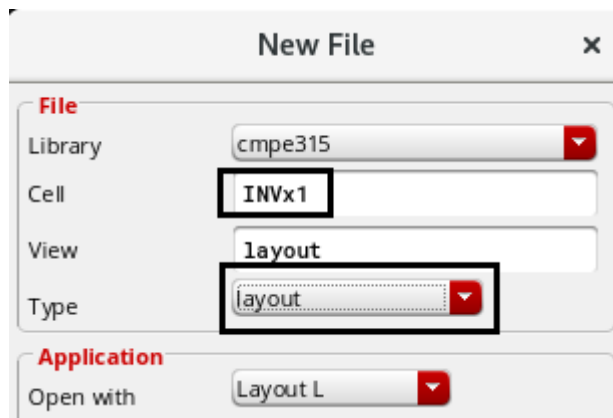 New File ×
File
Library cmpe315
Cell INVx1
View layout
Type layout
Application
Open with Layout L